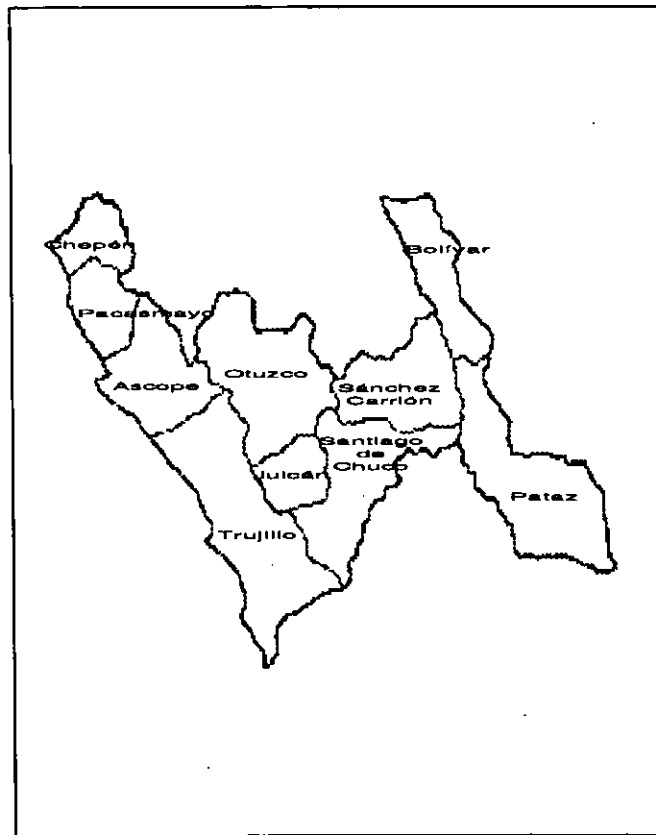 Chepén
Bolívar
Pacasmayo
Otuzco
Ascope
Sánchez
Carrión
Santiago
de
Chuco
Julcán
Pataz
Trujillo